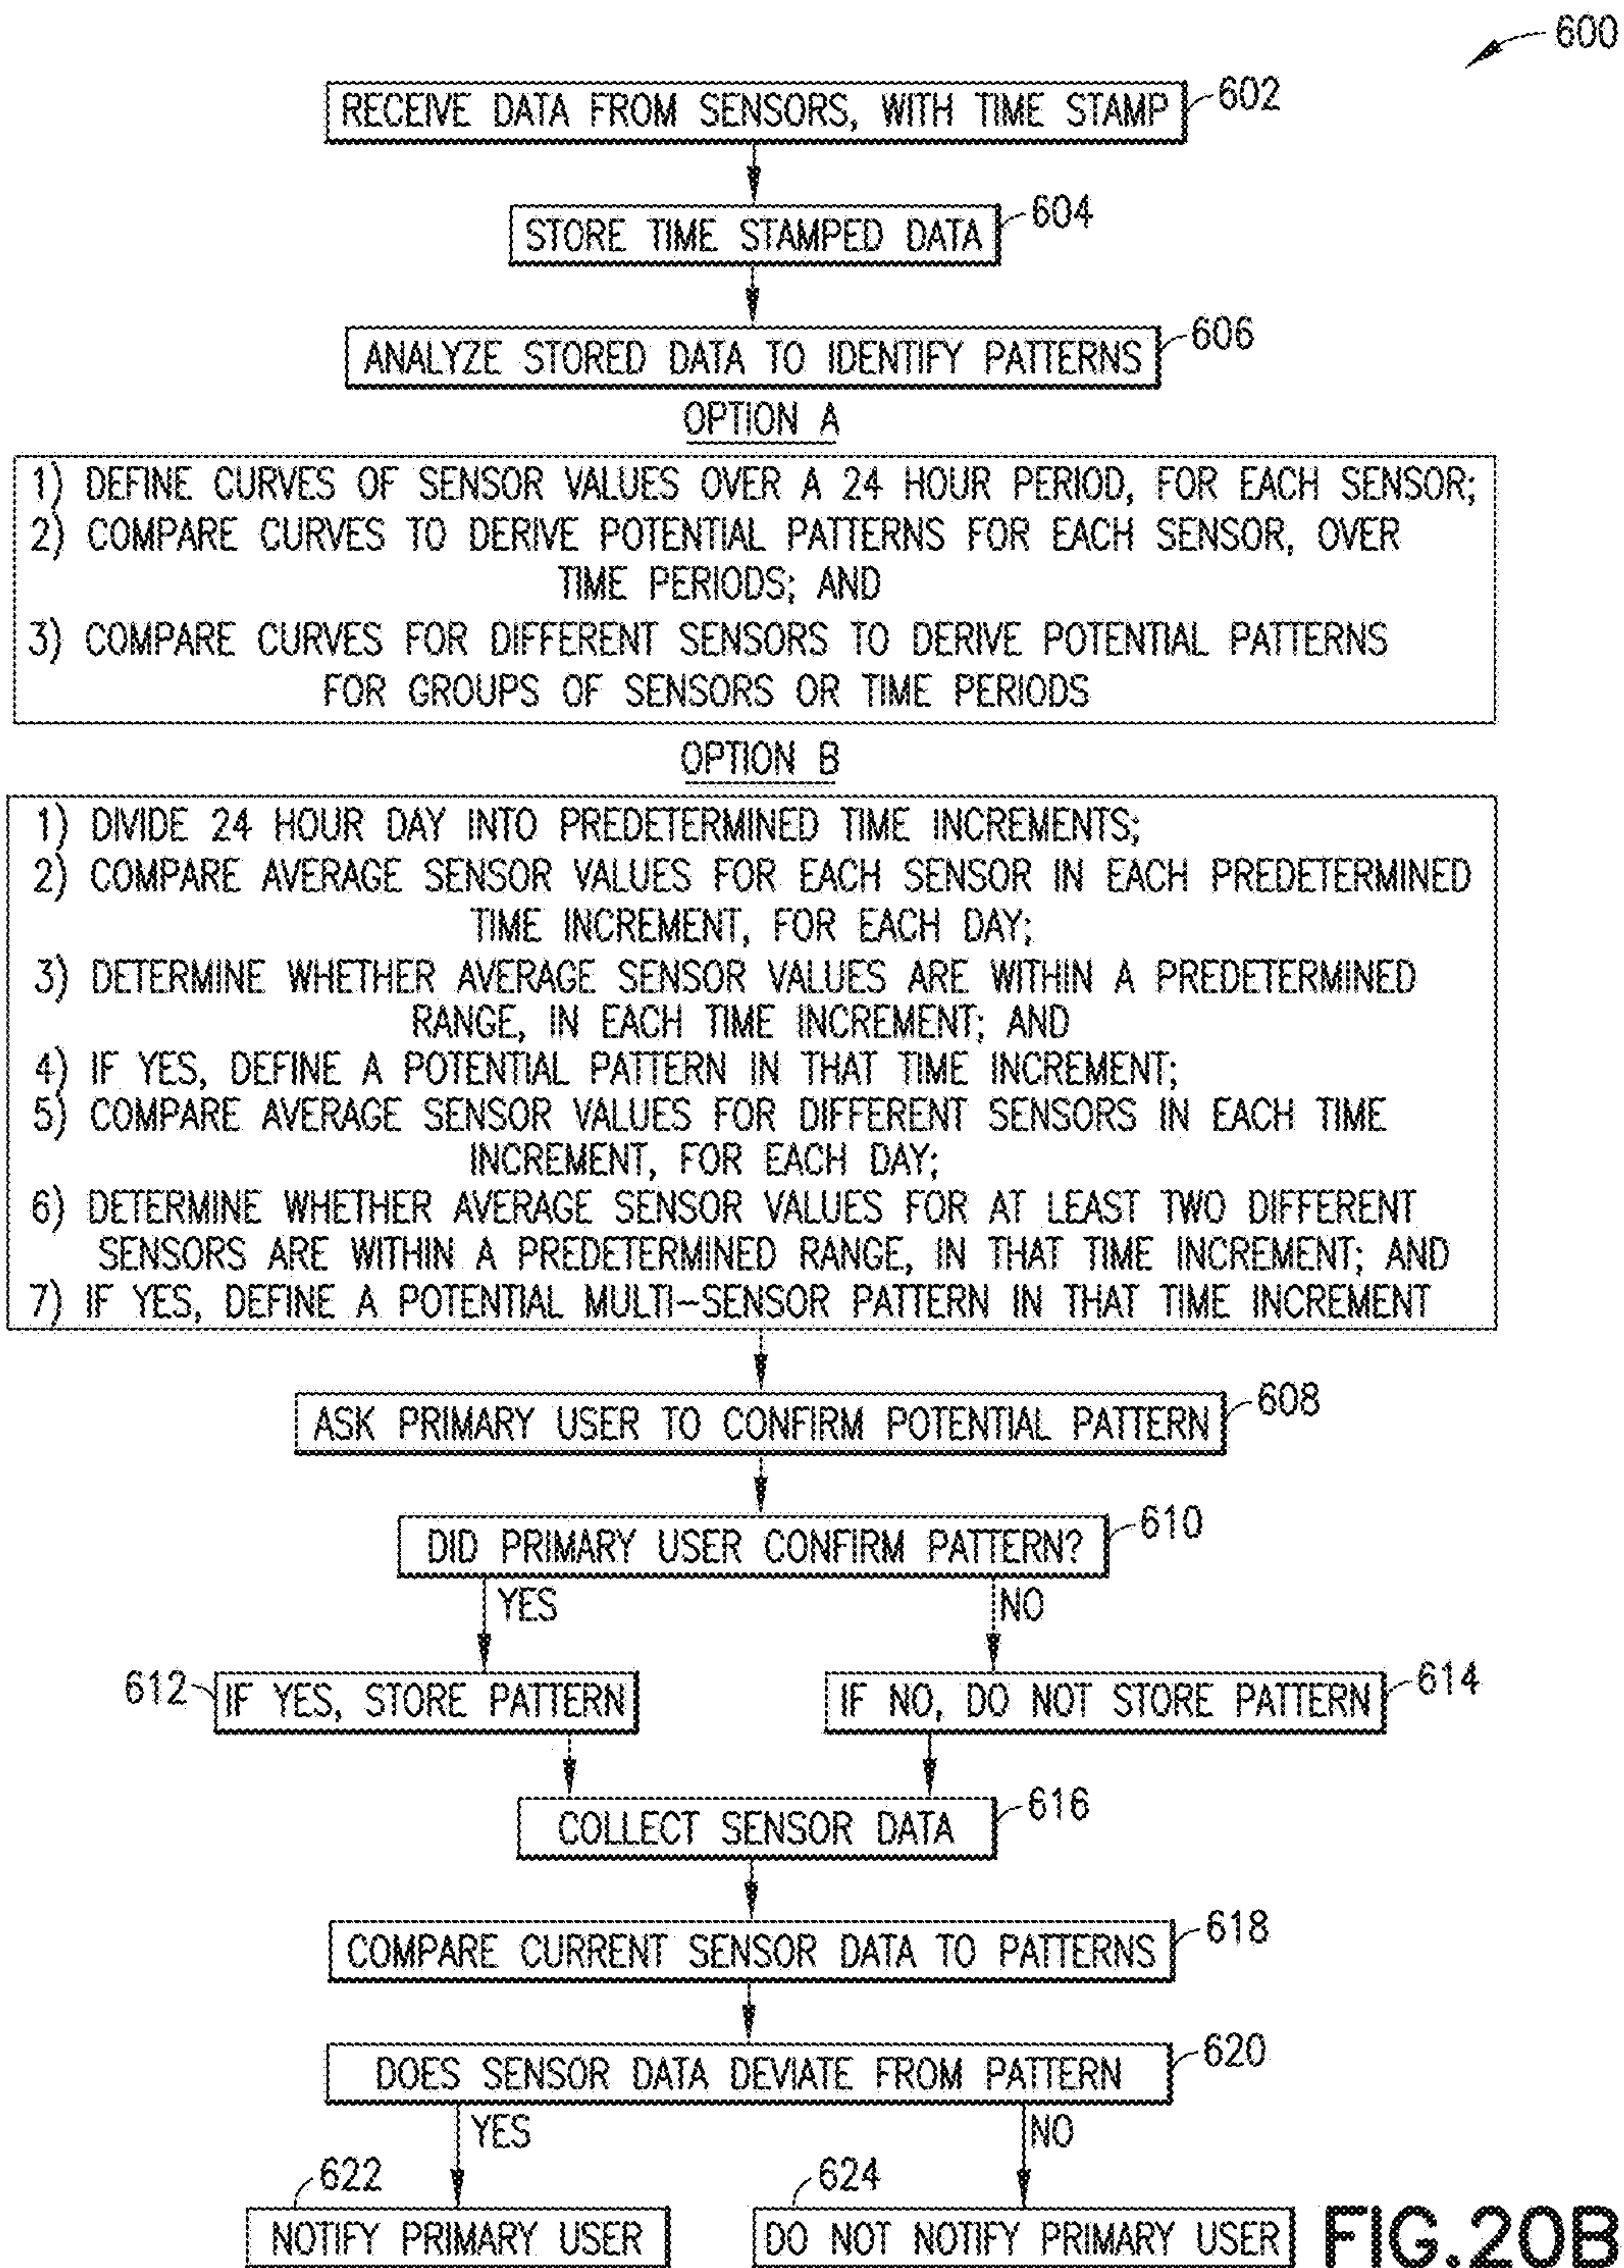 600
RECEIVE DATA FROM SENSORS, WITH TIME STAMP
602
STORE TIME STAMPED DATA
604
ANALYZE STORED DATA TO IDENTIFY PATTERNS
606
OPTION A
1) DEFINE CURVES OF SENSOR VALUES OVER A 24 HOUR PERIOD, FOR EACH SENSOR;
2) COMPARE CURVES TO DERIVE POTENTIAL PATTERNS FOR EACH SENSOR, OVER
TIME PERIODS; AND
3) COMPARE CURVES FOR DIFFERENT SENSORS TO DERIVE POTENTIAL PATTERNS
FOR GROUPS OF SENSORS OR TIME PERIODS
OPTION B
1) DIVIDE 24 HOUR DAY INTO PREDETERMINED TIME INCREMENTS;
2) COMPARE AVERAGE SENSOR VALUES FOR EACH SENSOR IN EACH PREDETERMINED
TIME INCREMENT, FOR EACH DAY;
3) DETERMINE WHETHER AVERAGE SENSOR VALUES ARE WITHIN A PREDETERMINED
RANGE, IN EACH TIME INCREMENT; AND
4) IF YES, DEFINE A POTENTIAL PATTERN IN THAT TIME INCREMENT;
5) COMPARE AVERAGE SENSOR VALUES FOR DIFFERENT SENSORS IN EACH TIME
INCREMENT, FOR EACH DAY;
6) DETERMINE WHETHER AVERAGE SENSOR VALUES FOR AT LEAST TWO DIFFERENT
SENSORS ARE WITHIN A PREDETERMINED RANGE, IN THAT TIME INCREMENT; AND
7) IF YES, DEFINE A POTENTIAL MULTI-SENSOR PATTERN IN THAT TIME INCREMENT
ASK PRIMARY USER TO CONFIRM POTENTIAL PATTERN
608
DID PRIMARY USER CONFIRM PATTERN?
610
YES
NO
612
IF YES, STORE PATTERN
IF NO, DO NOT STORE PATTERN
614
COLLECT SENSOR DATA
616
COMPARE CURRENT SENSOR DATA TO PATTERNS
618
DOES SENSOR DATA DEVIATE FROM PATTERN
620
YES
NO
622
624
NOTIFY PRIMARY USER
DO NOT NOTIFY PRIMARY USER
FIG.20B